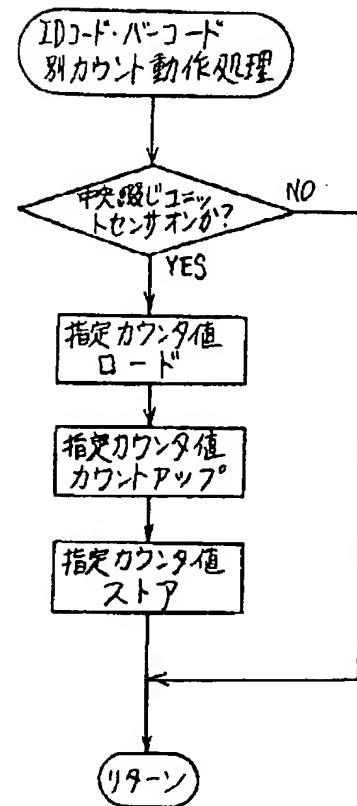 IDコード・バーコード
別カウント動作処理
中央綴じユニッ
トセンサオンか?
NO
YES
指定カウンタ値
ロード
指定カウンタ値
カウントアップ
指定カウンタ値
ストア
リターン